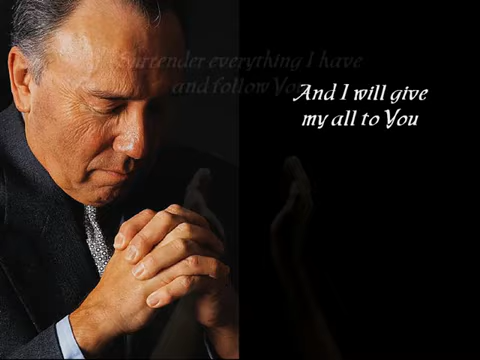 Surrender everything I have
and follow You
And I will give
my all to You